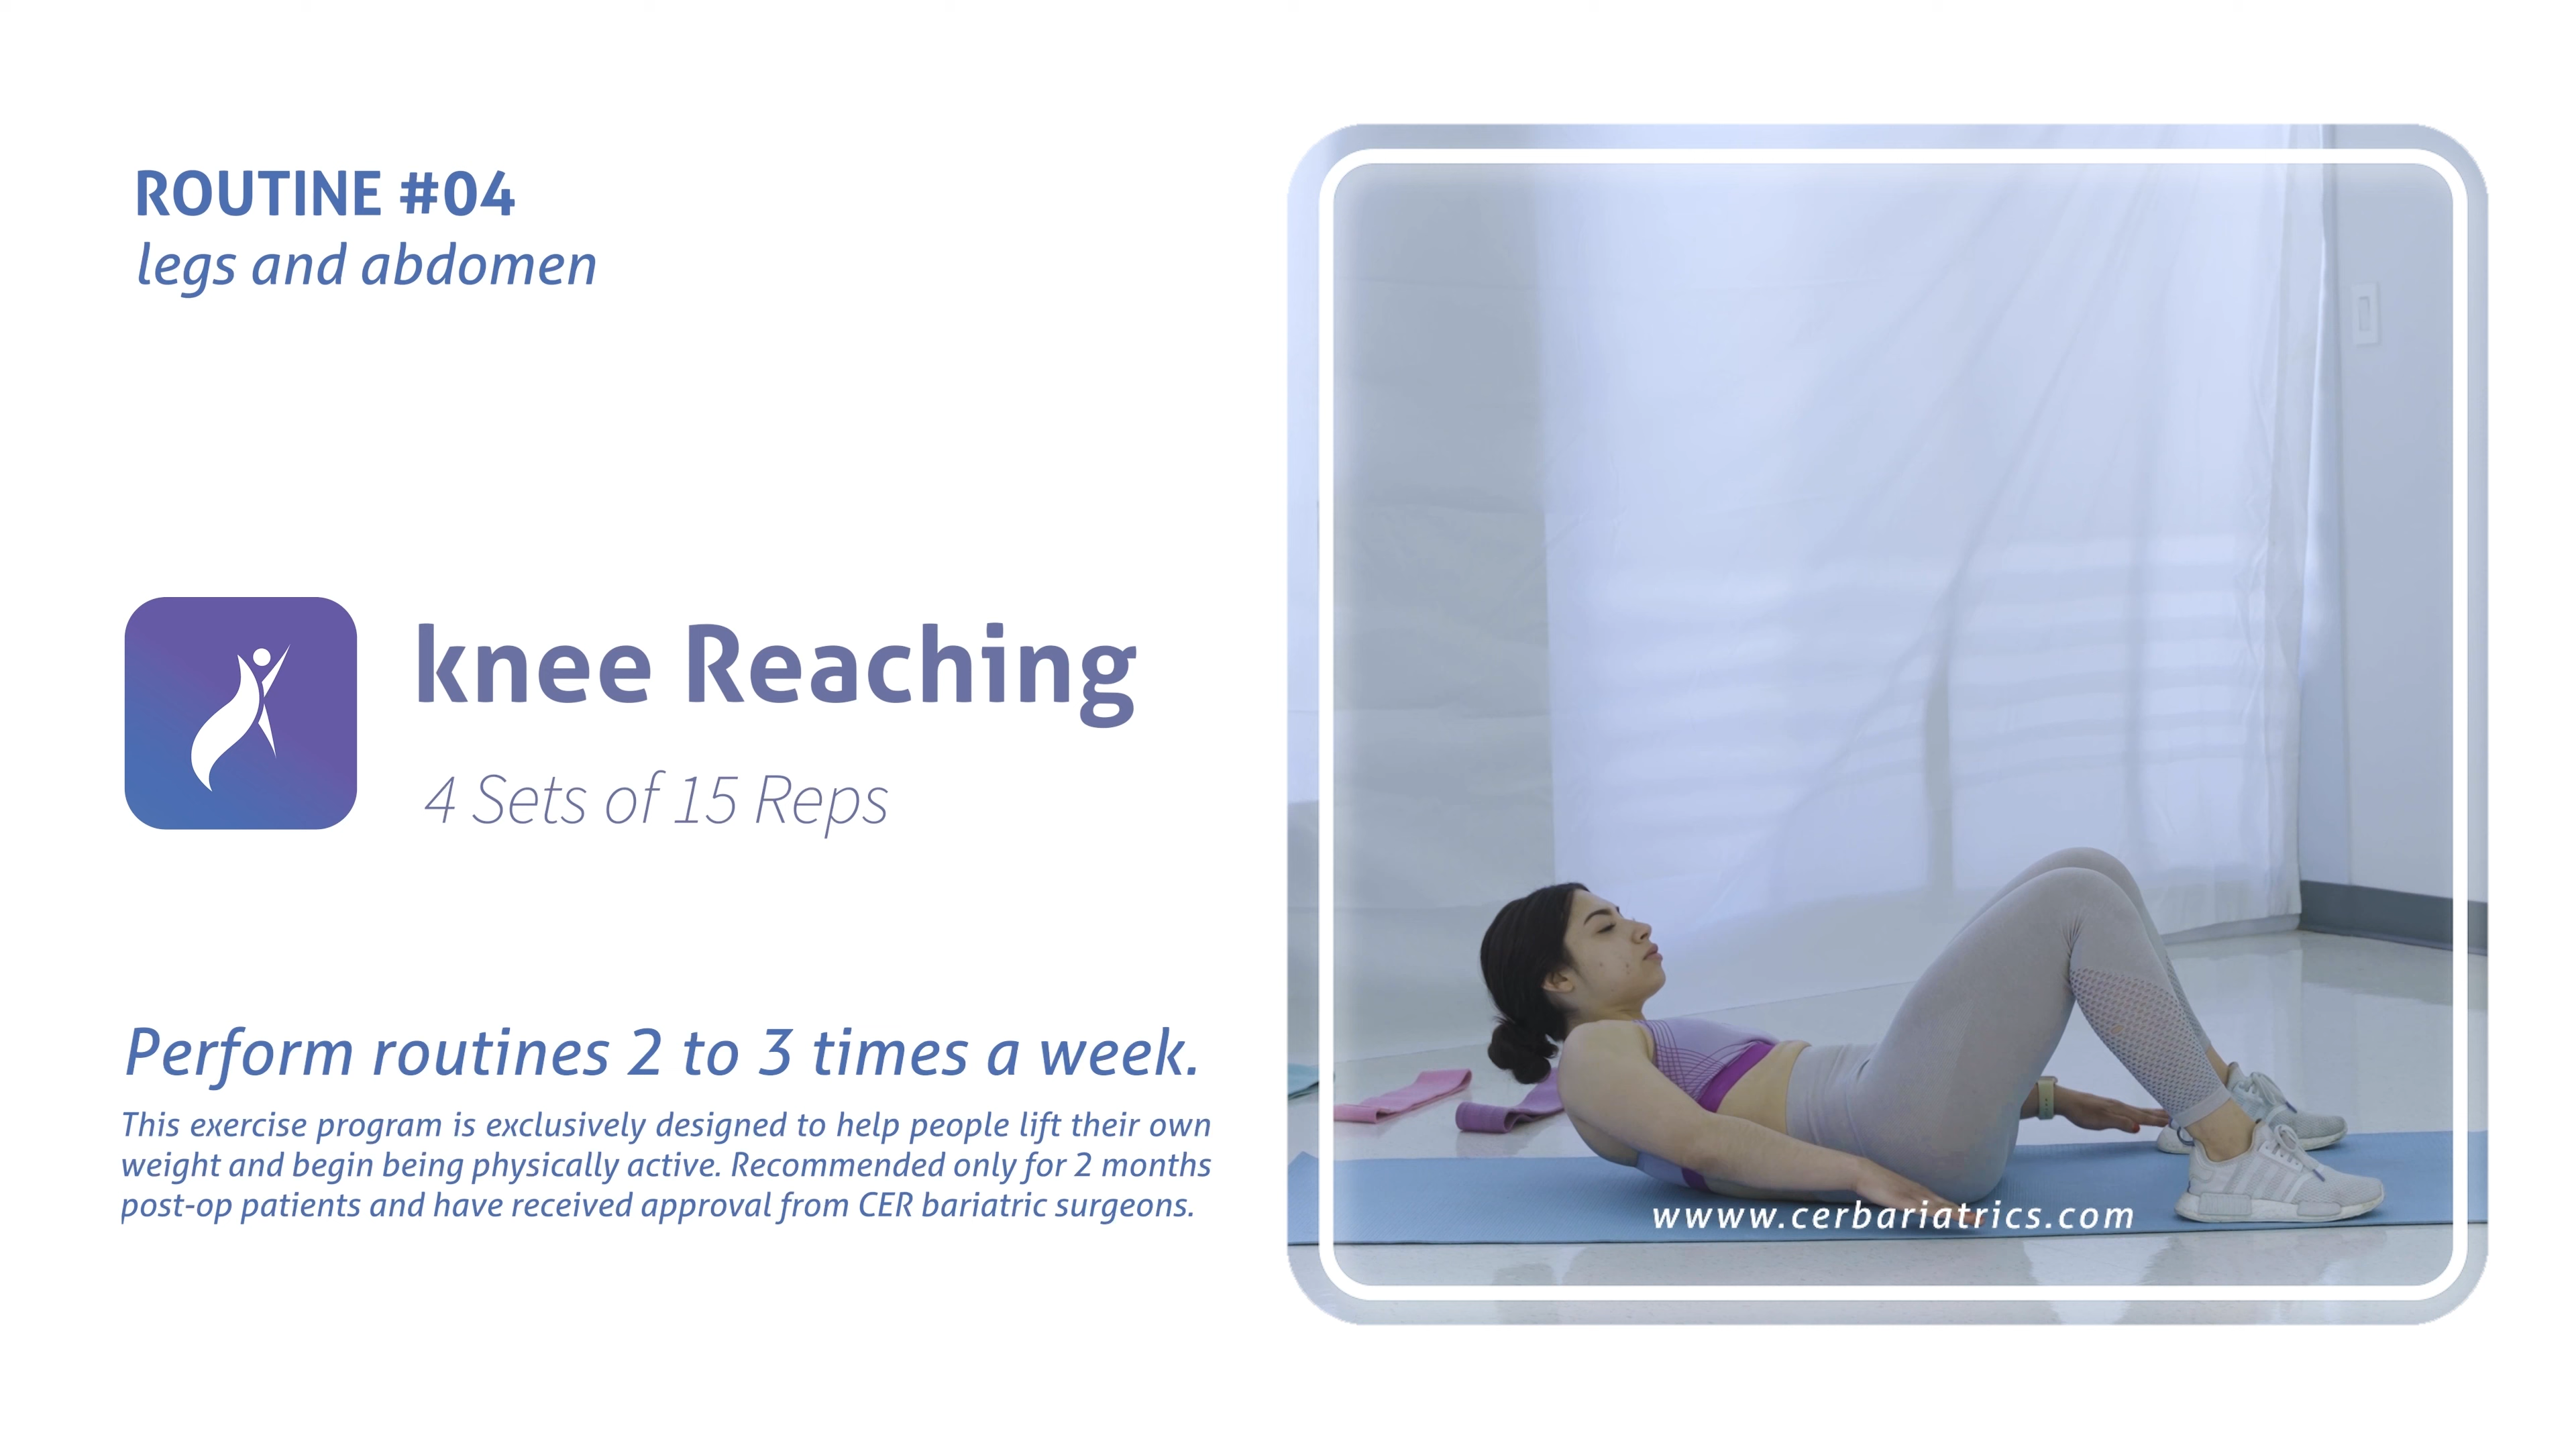 ROUTINE #04
legs and abdomen
knee Reaching
4 Sets of 15 Reps
Perform routines 2 to 3 times a week.
This exercise program is exclusively designed to help people lift their own
weight and begin being physically active. Recommended only for 2 months
post-op patients and have received approval from CER bariatric surgeons.
wwww.cerbariatrics.com